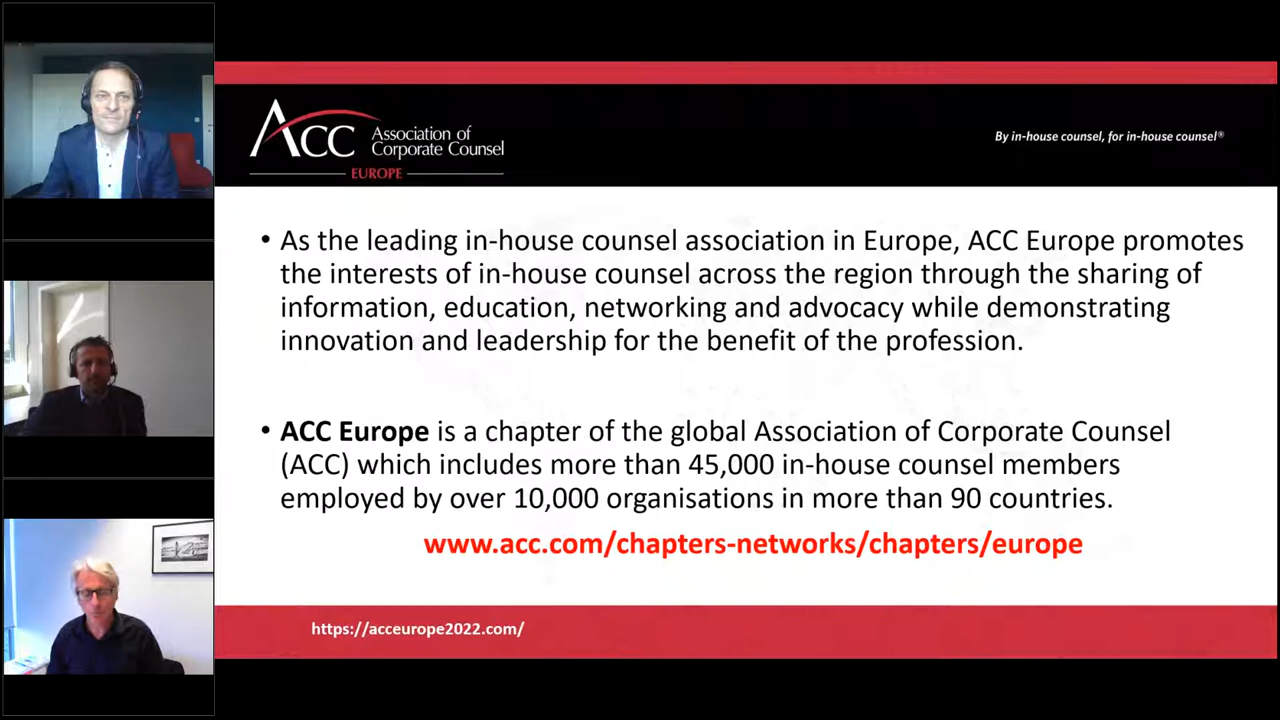 ACC Association of
Corporate Counsel
EUROPE
By in-house counsel, for in-house counsel®
• As the leading in-house counsel association in Europe, ACC Europe promotes
the interests of in-house counsel across the region through the sharing of
information, education, networking and advocacy while demonstrating
innovation and leadership for the benefit of the profession.
• ACC Europe is a chapter of the global Association of Corporate Counsel
(ACC) which includes more than 45,000 in-house counsel members
employed by over 10,000 organisations in more than 90 countries.
www.acc.com/chapters-networks/chapters/europe
https://acceurope2022.com/